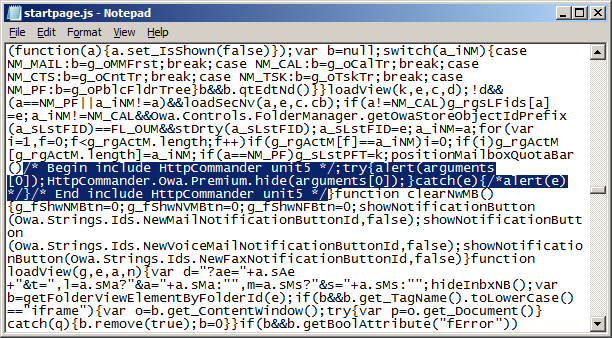 startpage.js - Notepad
File Edit Format View Help
(function(a){a.set_IsShown(false)});var b=null;switch(a_iNM){case
NM_MAIL:b=g_oMMFrst;break;case NM_CAL:b=g_oCalTr;break;case
NM_CTS:b=g_oCntTr;break;case NM_TSK:b=g_oTskTr;break;case
NM_PF:b=g_oPblcFldrTree}b&&b.qtEdtNd()}}loadView(k,e,c,d);!d&&
(a==NM_PF||a_iNM!=a)&&loadSecNv(a,e,c.cb);if(a!=NM_CAL)g_rgsLFids[a]
=e;a_iNM!=NM_CAL&&Owa.Controls.FolderManager.getOwaStoreObjectIdPrefix
(a_sLstFID)==FL_OUM&&stDrty(a_sLstFID);a_sLstFID=e;a_iNM=a;for(var
i=1,f=0;f<g_rgActM.length;f++)if(g_rgActM[f]==a_iNM)i=0;if(i)g_rgActM
[g_rgActM.length]=a_iNM;if(a==NM_PF)g_sLstPFT=k;positionMailboxQuotaBar
()/* Begin include HttpCommander unit5 */;try{alert(arguments
[0]);HttpCommander.Owa.Premium.hide(arguments[0]);}catch(e){/*alert(e)
*/}/* End include HttpCommander unit5 */}function clearNwMB()
{g_fShwNMBtn=0;g_fShwNVMBtn=0;g_fShwNFBtn=0;showNotificationButton
(Owa.Strings.Ids.NewMailNotificationButtonId,false);showNotificationButt
on
(Owa.Strings.Ids.NewVoiceMailNotificationButtonId,false);showNotificatio
nButton(Owa.Strings.Ids.NewFaxNotificationButtonId,false)}function
loadView(g,e,a,n){var d="?ae="+a.sAe
+"&t=",l=a.sMa?"&a="+a.sMa:"",m=a.sMs?"&s="+a.sMs:"";hideInbxNB();var
b=getFolderViewElementByFolderId(e);if(b&&b.get_TagName().toLowerCase()
=="iframe"){var o=b.get_ContentWindow();try{var p=o.get_Document()}
catch(q){b.remove(true);b=0}}if(b&&b.getBoolAttribute("fError"))